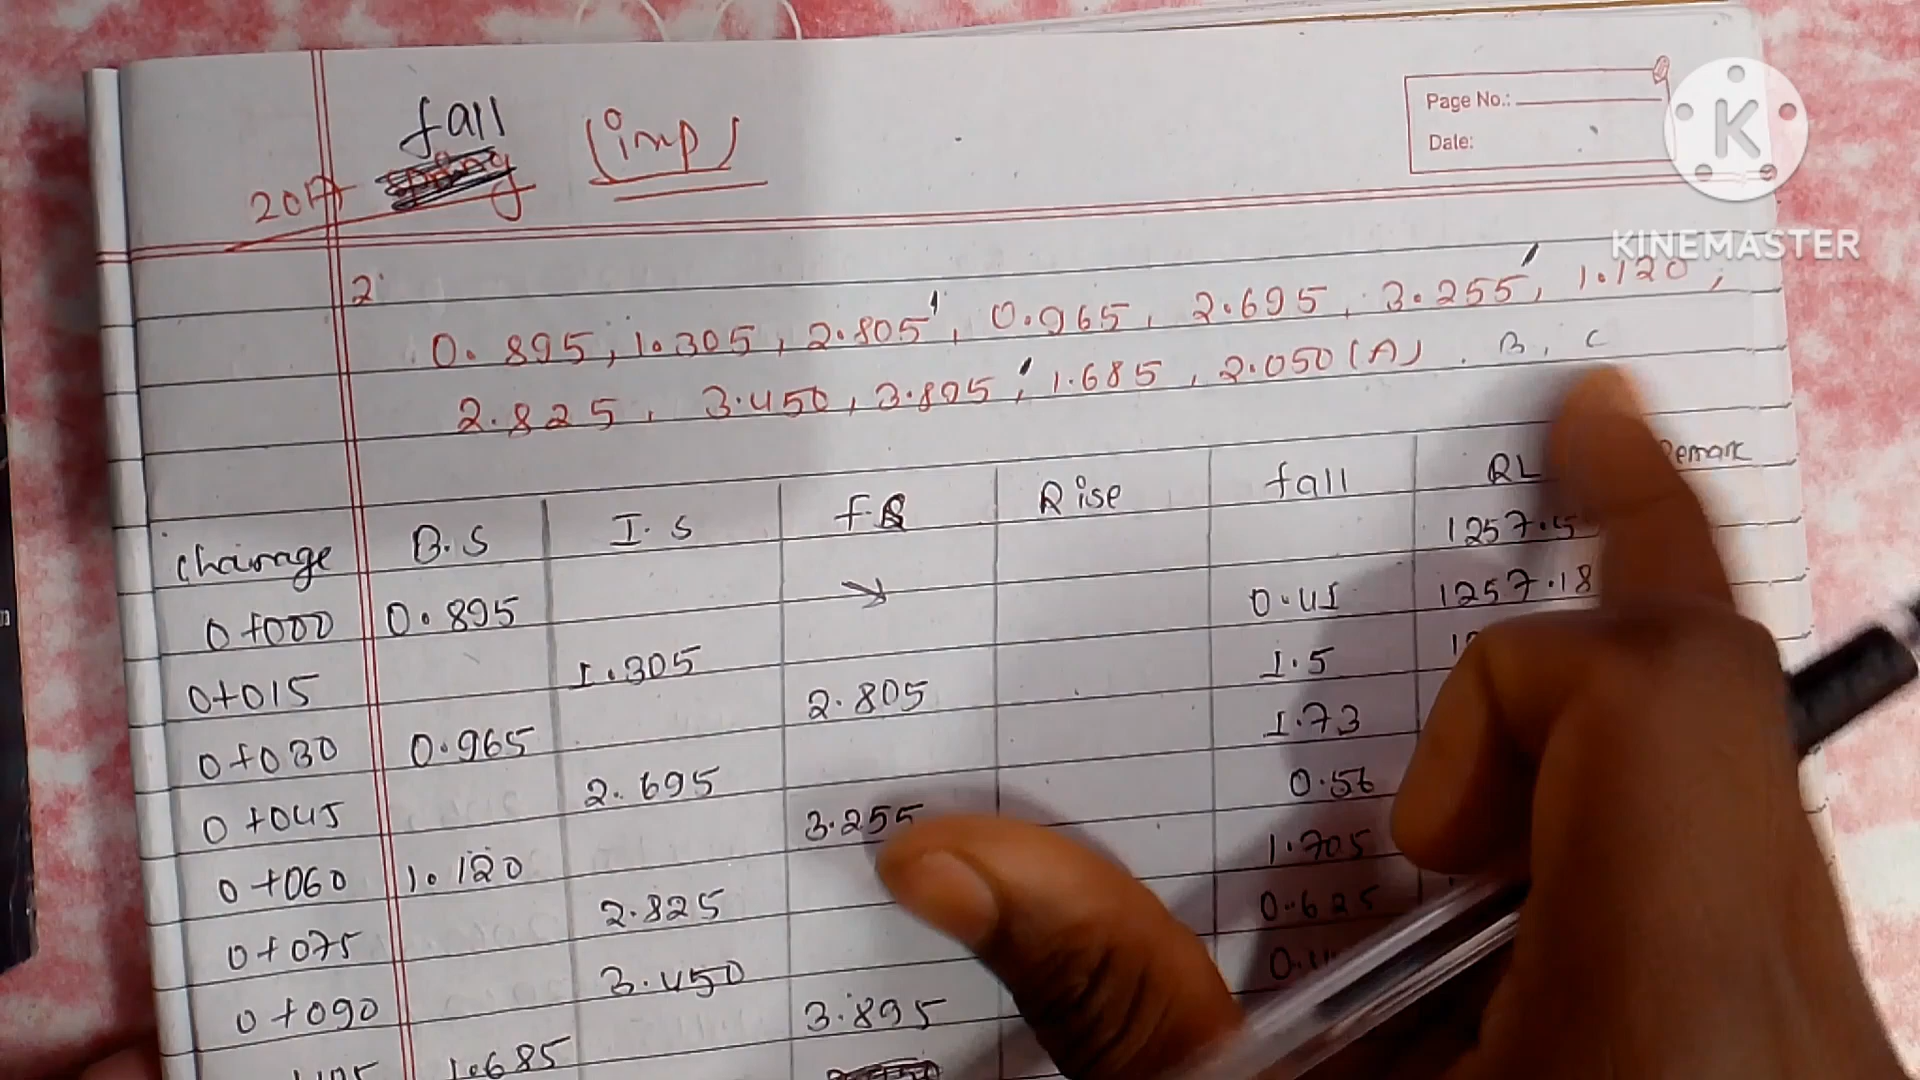 fall (imp)
2017
Page No.:
Date:
K
KINEMASTER
2
0.895, 1.305, 2.805', 0.965, 2.695, 3.255', 1.120,
2.825, 3.450, 3.895', 1.685, 2.050 (A). B, C
Chainage B.S I.S F.S Rise fall RL Remark
1257.5
0+000 0.895 0.41 1257.18
0+015 1.305 1.5
0+030 0.965 2.805 1.73
0+045 2.695 0.56
0+060 1.120 3.255 1.705
0+075 2.825 0.625
0+090 3.450
1.685 3.895